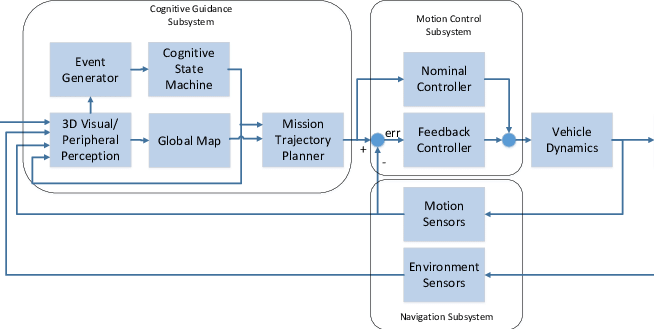 Cognitive Guidance
Subsystem
Motion Control
Subsystem
Event
Generator
Cognitive
State
Machine
Nominal
Controller
3D Visual/
Peripheral
Perception
Global Map
Mission
Trajectory
Planner
+
-
err
Feedback
Controller
Vehicle
Dynamics
Motion
Sensors
Environment
Sensors
Navigation Subsystem